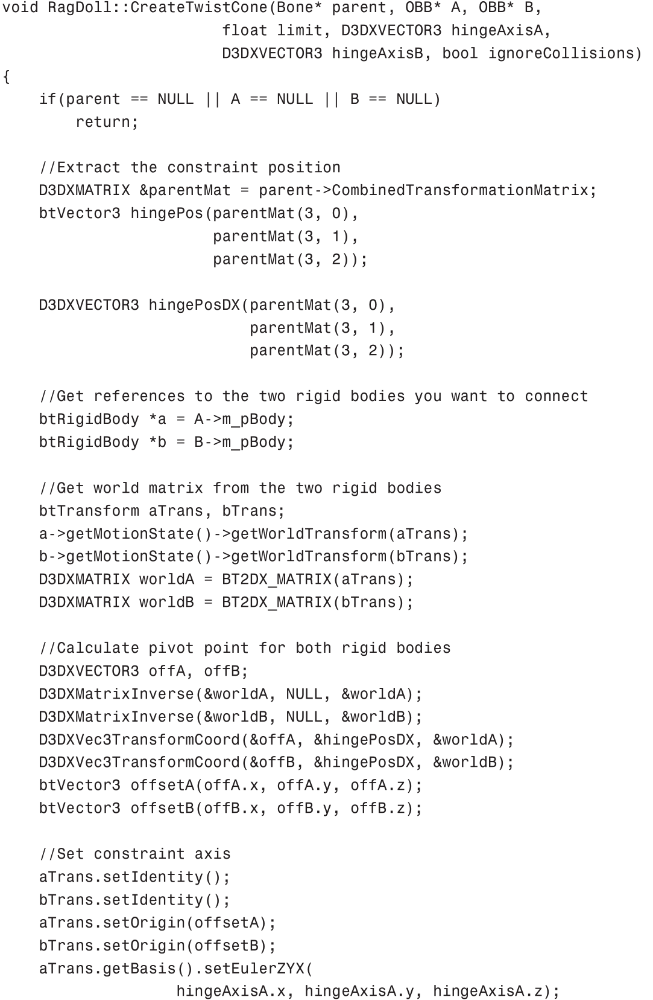 void RagDoll::CreateTwistCone(Bone* parent, OBB* A, OBB* B,
                        float limit, D3DXVECTOR3 hingeAxisA,
                        D3DXVECTOR3 hingeAxisB, bool ignoreCollisions)
{
    if(parent == NULL || A == NULL || B == NULL)
        return;

    //Extract the constraint position
    D3DXMATRIX &parentMat = parent->CombinedTransformationMatrix;
    btVector3 hingePos(parentMat(3, 0),
                       parentMat(3, 1),
                       parentMat(3, 2));

    D3DXVECTOR3 hingePosDX(parentMat(3, 0),
                           parentMat(3, 1),
                           parentMat(3, 2));

    //Get references to the two rigid bodies you want to connect
    btRigidBody *a = A->m_pBody;
    btRigidBody *b = B->m_pBody;

    //Get world matrix from the two rigid bodies
    btTransform aTrans, bTrans;
    a->getMotionState()->getWorldTransform(aTrans);
    b->getMotionState()->getWorldTransform(bTrans);
    D3DXMATRIX worldA = BT2DX_MATRIX(aTrans);
    D3DXMATRIX worldB = BT2DX_MATRIX(bTrans);

    //Calculate pivot point for both rigid bodies
    D3DXVECTOR3 offA, offB;
    D3DXMatrixInverse(&worldA, NULL, &worldA);
    D3DXMatrixInverse(&worldB, NULL, &worldB);
    D3DXVec3TransformCoord(&offA, &hingePosDX, &worldA);
    D3DXVec3TransformCoord(&offB, &hingePosDX, &worldB);
    btVector3 offsetA(offA.x, offA.y, offA.z);
    btVector3 offsetB(offB.x, offB.y, offB.z);

    //Set constraint axis
    aTrans.setIdentity();
    bTrans.setIdentity();
    aTrans.setOrigin(offsetA);
    bTrans.setOrigin(offsetB);
    aTrans.getBasis().setEulerZYX(
                   hingeAxisA.x, hingeAxisA.y, hingeAxisA.z);